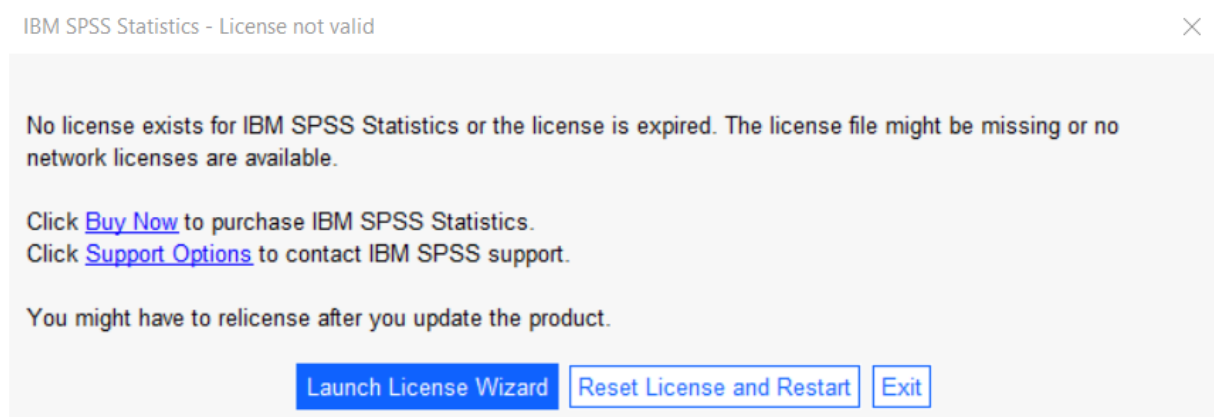 IBM SPSS Statistics - License not valid
No license exists for IBM SPSS Statistics or the license is expired. The license file might be missing or no
network licenses are available.
Click Buy Now to purchase IBM SPSS Statistics.
Click Support Options to contact IBM SPSS support.
You might have to relicense after you update the product.
Launch License Wizard Reset License and Restart Exit